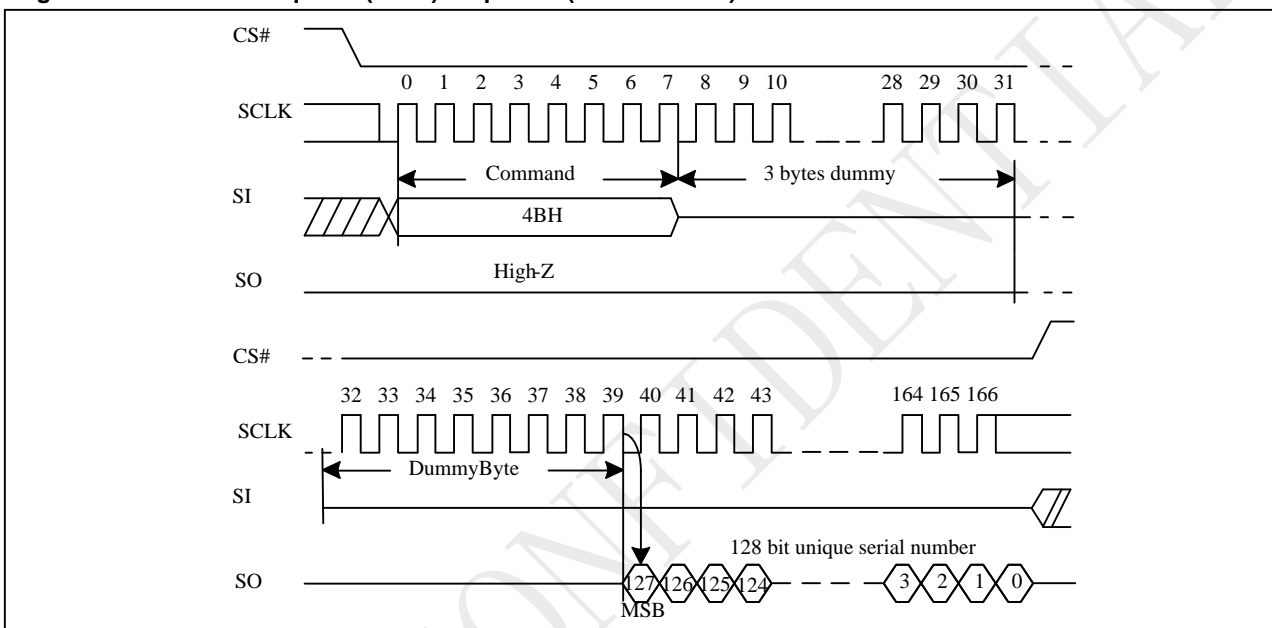 CS#
0 1 2 3 4 5 6 7 8 9 10 28 29 30 31
SCLK
Command 3 bytes dummy
SI
4BH
High-Z
SO
CS#
32 33 34 35 36 37 38 39 40 41 42 43 164 165 166
SCLK
DummyByte
SI
128 bit unique serial number
SO 127 126 125 124 3 2 1 0
MSB
CONFIDENTIAL